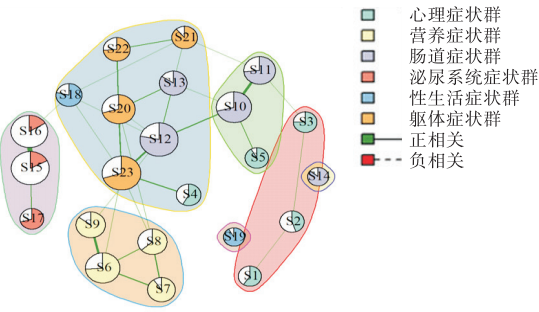 S21
S22
S11
S18
S13
S20
S10
S3
S16
S12
S15
S5
S23
S14
S4
S17
S9
S2
S8
S19
S6
S1
S7
心理症状群
营养症状群
肠道症状群
泌尿系统症状群
性生活症状群
躯体症状群
正相关
负相关